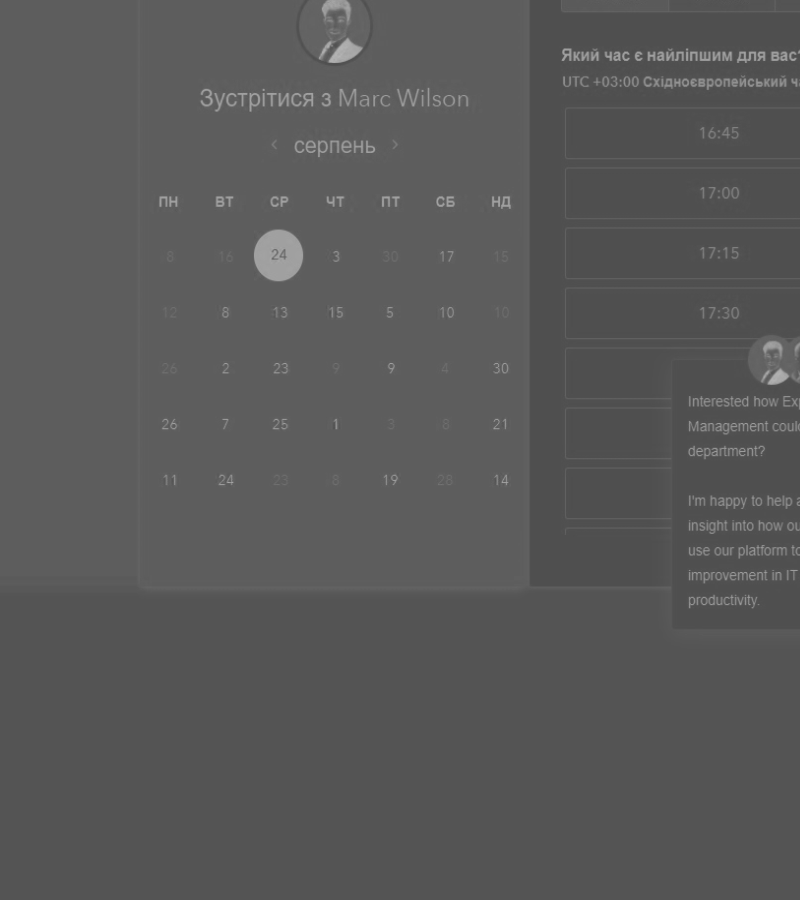 Зустрітися з Marc Wilson
‹ серпень ›
ПН ВТ СР ЧТ ПТ СБ НД
8 16 24 3 30 17 15
12 8 13 15 5 10 10
26 2 23 9 9 4 30
26 7 25 1 3 8 21
11 24 23 8 19 28 14
Який час є найліпшим для вас?
UTC +03:00 Східноєвропейський
16:45
17:00
17:15
17:30
Interested how
Management
department?
I'm happy to help
insight into how
use our platform
improvement in IT
productivity.